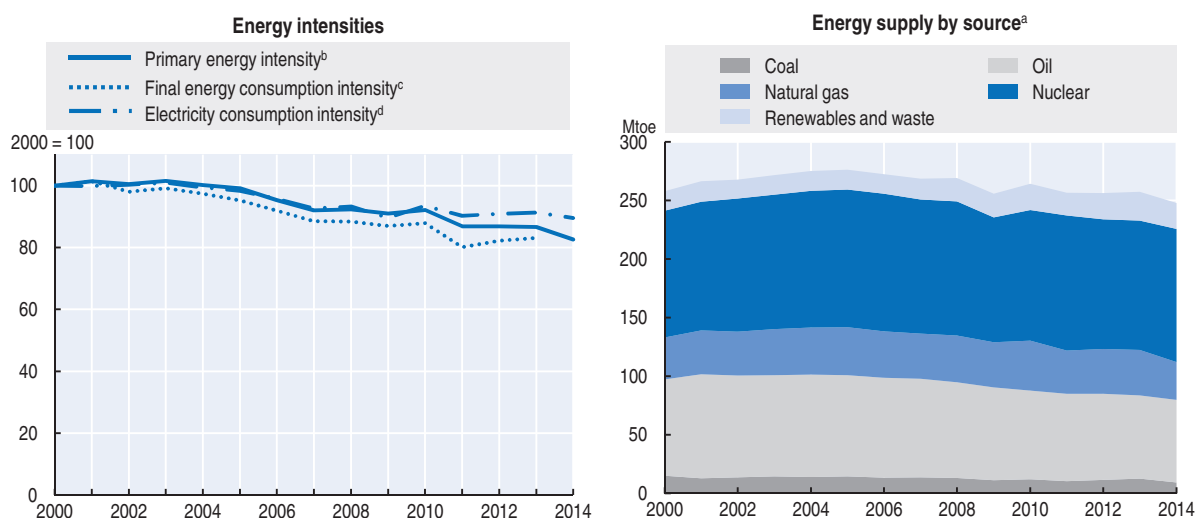 Energy intensities
Primary energy intensityᵇ
Final energy consumption intensityᶜ
Electricity consumption intensityᵈ
2000 = 100
100
80
60
40
20
0
2000 2002 2004 2006 2008 2010 2012 2014
Energy supply by sourceᵃ
Coal Oil
Natural gas Nuclear
Renewables and waste
Mtoe
300
250
200
150
100
50
0
2000 2002 2004 2006 2008 2010 2012 2014